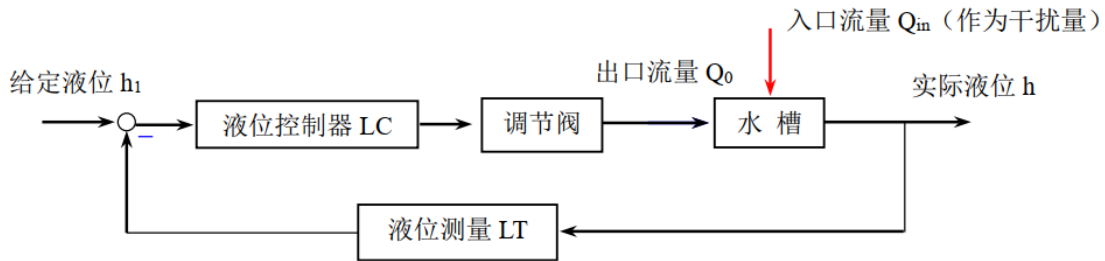 入口流量 Qin（作为干扰量）
给定液位 h1
出口流量 Q0
实际液位 h
液位控制器 LC
调节阀
水 槽
液位测量 LT